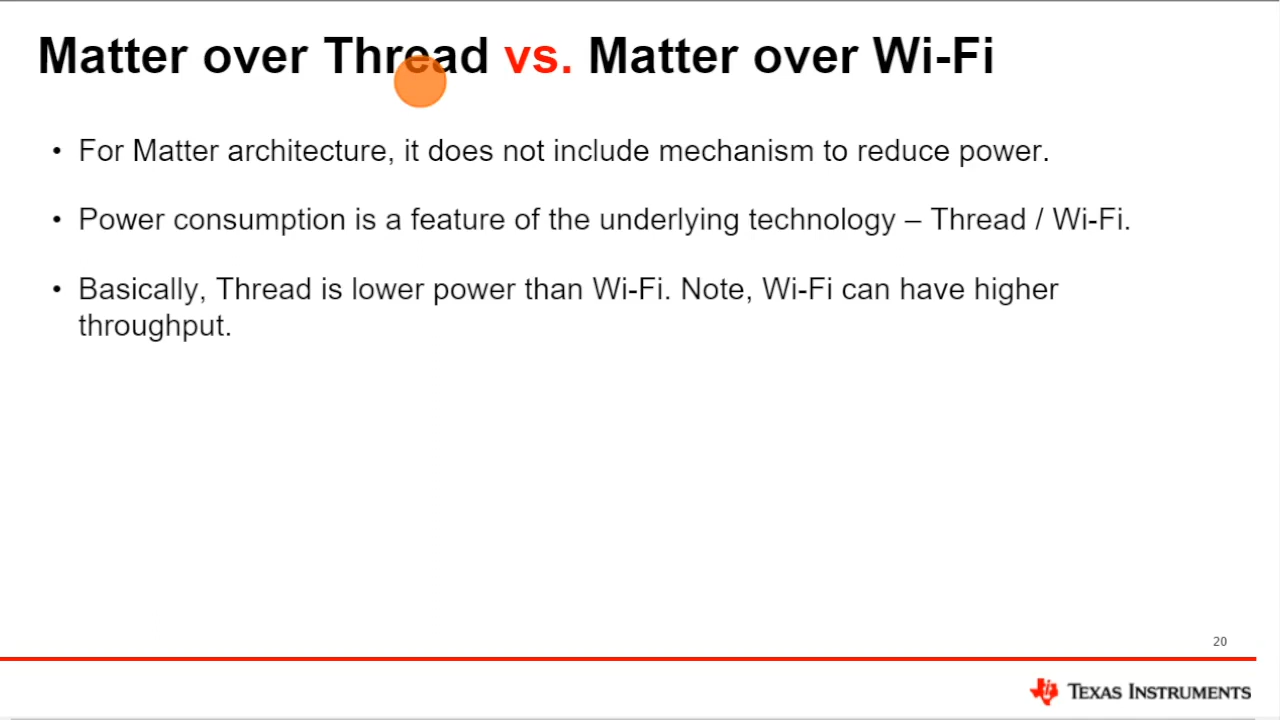 Matter over Thread vs. Matter over Wi-Fi
• For Matter architecture, it does not include mechanism to reduce power.
• Power consumption is a feature of the underlying technology – Thread / Wi-Fi.
• Basically, Thread is lower power than Wi-Fi. Note, Wi-Fi can have higher
throughput.
20
TEXAS INSTRUMENTS